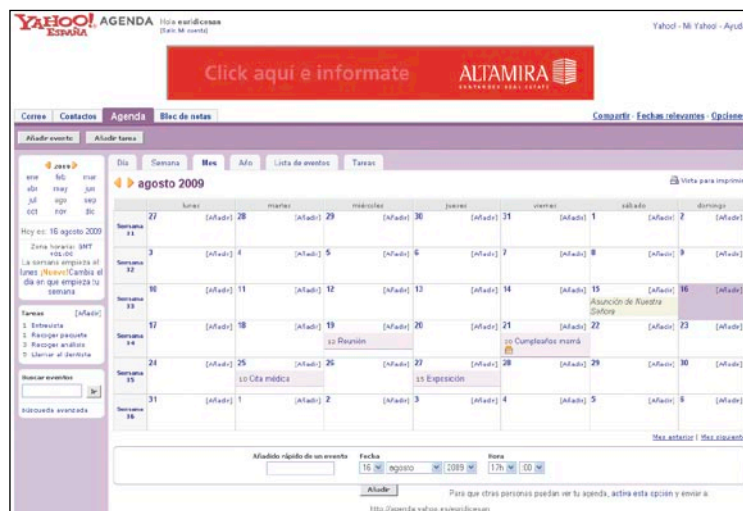 YAHOO! AGENDA
ESPAÑA
Hola euridicesan
[Salir, Mi cuenta]
Yahoo! - Mi Yahoo! - Ayud
Click aquí e informate
ALTAMIRA
SANTANDER REAL ESTATE
Correo Contactos Agenda Bloc de notas
Compartir - Fechas relevantes - Opcione
Añadir evento Añadir tarea
2009
ene feb mar
abr may jun
jul ago sep
oct nov dic
Hoy es: 16 agosto 2009
Zona horaria: GMT
+01:00
La semana empieza el
lunes ¡Nuevo! Cambia el
día en que empieza tu
semana
Tareas [Añadir]
1 Entrevista
1 Recoger paquete
3 Recoger análisis
5 Llamar al dentista
Buscar eventos
Ir
búsqueda avanzada
Día Semana Mes Año Lista de eventos Tareas
agosto 2009
Vista para imprimir
lunes martes miércoles jueves viernes sábado domingo
Semana 31
27 [Añadir] 28 [Añadir] 29 [Añadir] 30 [Añadir] 31 [Añadir] 1 [Añadir] 2 [Añadir]
Semana 32
3 [Añadir] 4 [Añadir] 5 [Añadir] 6 [Añadir] 7 [Añadir] 8 [Añadir] 9 [Añadir]
Semana 33
10 [Añadir] 11 [Añadir] 12 [Añadir] 13 [Añadir] 14 [Añadir] 15 [Añadir] 16 [Añadir]
Asunción de Nuestra
Señora
Semana 34
17 [Añadir] 18 [Añadir] 19 [Añadir] 20 [Añadir] 21 [Añadir] 22 [Añadir] 23 [Añadir]
12 Reunión
20 Cumpleaños mamá
Semana 35
24 [Añadir] 25 [Añadir] 26 [Añadir] 27 [Añadir] 28 [Añadir] 29 [Añadir] 30 [Añadir]
10 Cita médica
15 Exposición
Semana 36
31 [Añadir] 1 [Añadir] 2 [Añadir] 3 [Añadir] 4 [Añadir] 5 [Añadir] 6 [Añadir]
Mes anterior | Mes siguient
Añadido rápido de un evento Fecha Hora
16 agosto 2009 17h :00
Añadir
Para que otras personas puedan ver tu agenda, activa esta opción y envíar a:
http://agenda.yahoo.es/euridicesan